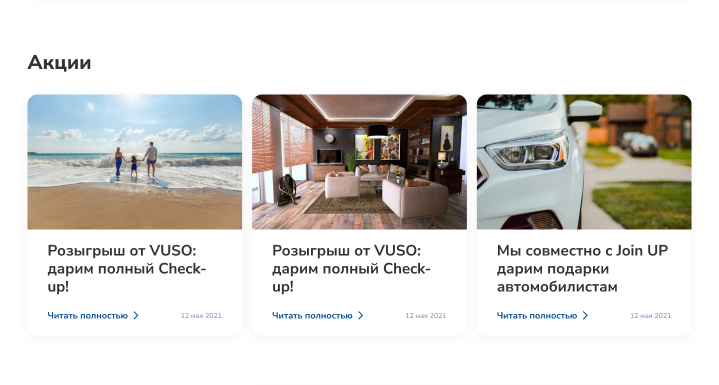 Акции
Розыгрыш от VUSO:
дарим полный Check-
up!
Читать полностью
12 мая 2021
Розыгрыш от VUSO:
дарим полный Check-
up!
Читать полностью
12 мая 2021
Мы совместно с Join UP
дарим подарки
автомобилистам
Читать полностью
12 мая 2021